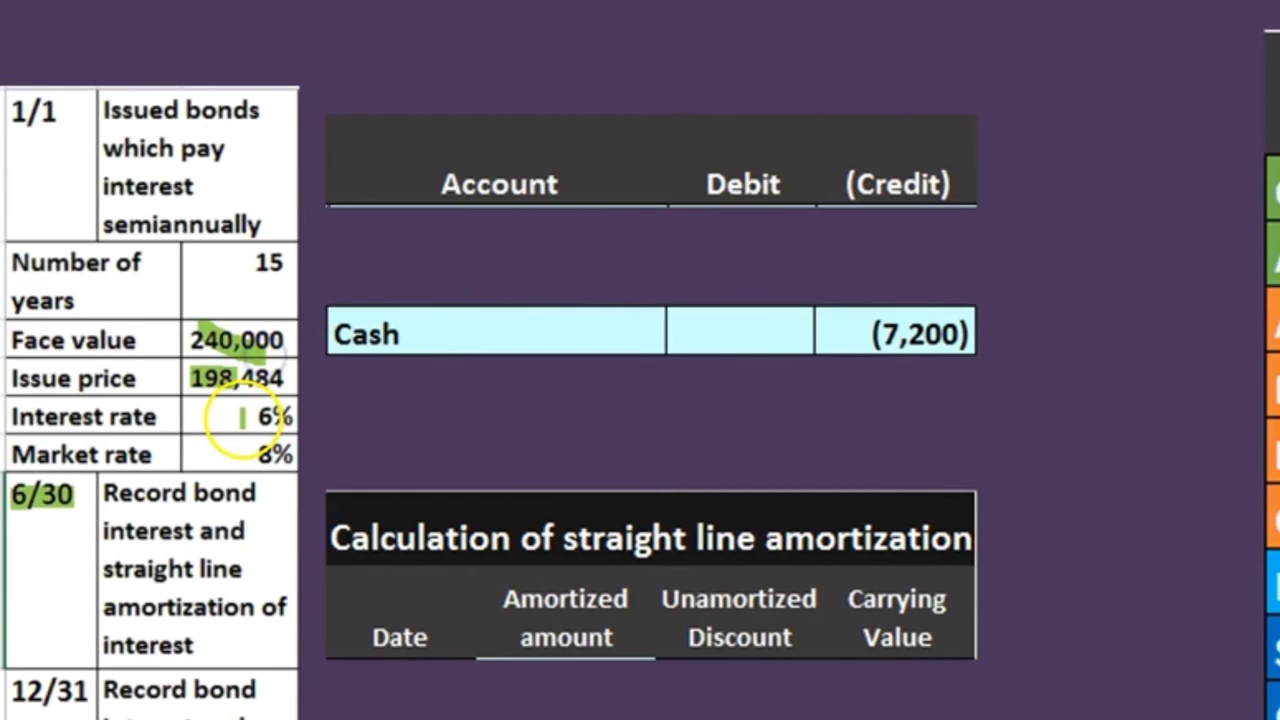 1/1 Issued bonds
which pay
interest
semiannually
Number of 15
years
Face value 240,000
Issue price 198,484
Interest rate 6%
Market rate 8%
6/30 Record bond
interest and
straight line
amortization of
interest
12/31 Record bond
Account Debit (Credit)
Cash (7,200)
Calculation of straight line amortization
Amortized Unamortized Carrying
Date amount Discount Value